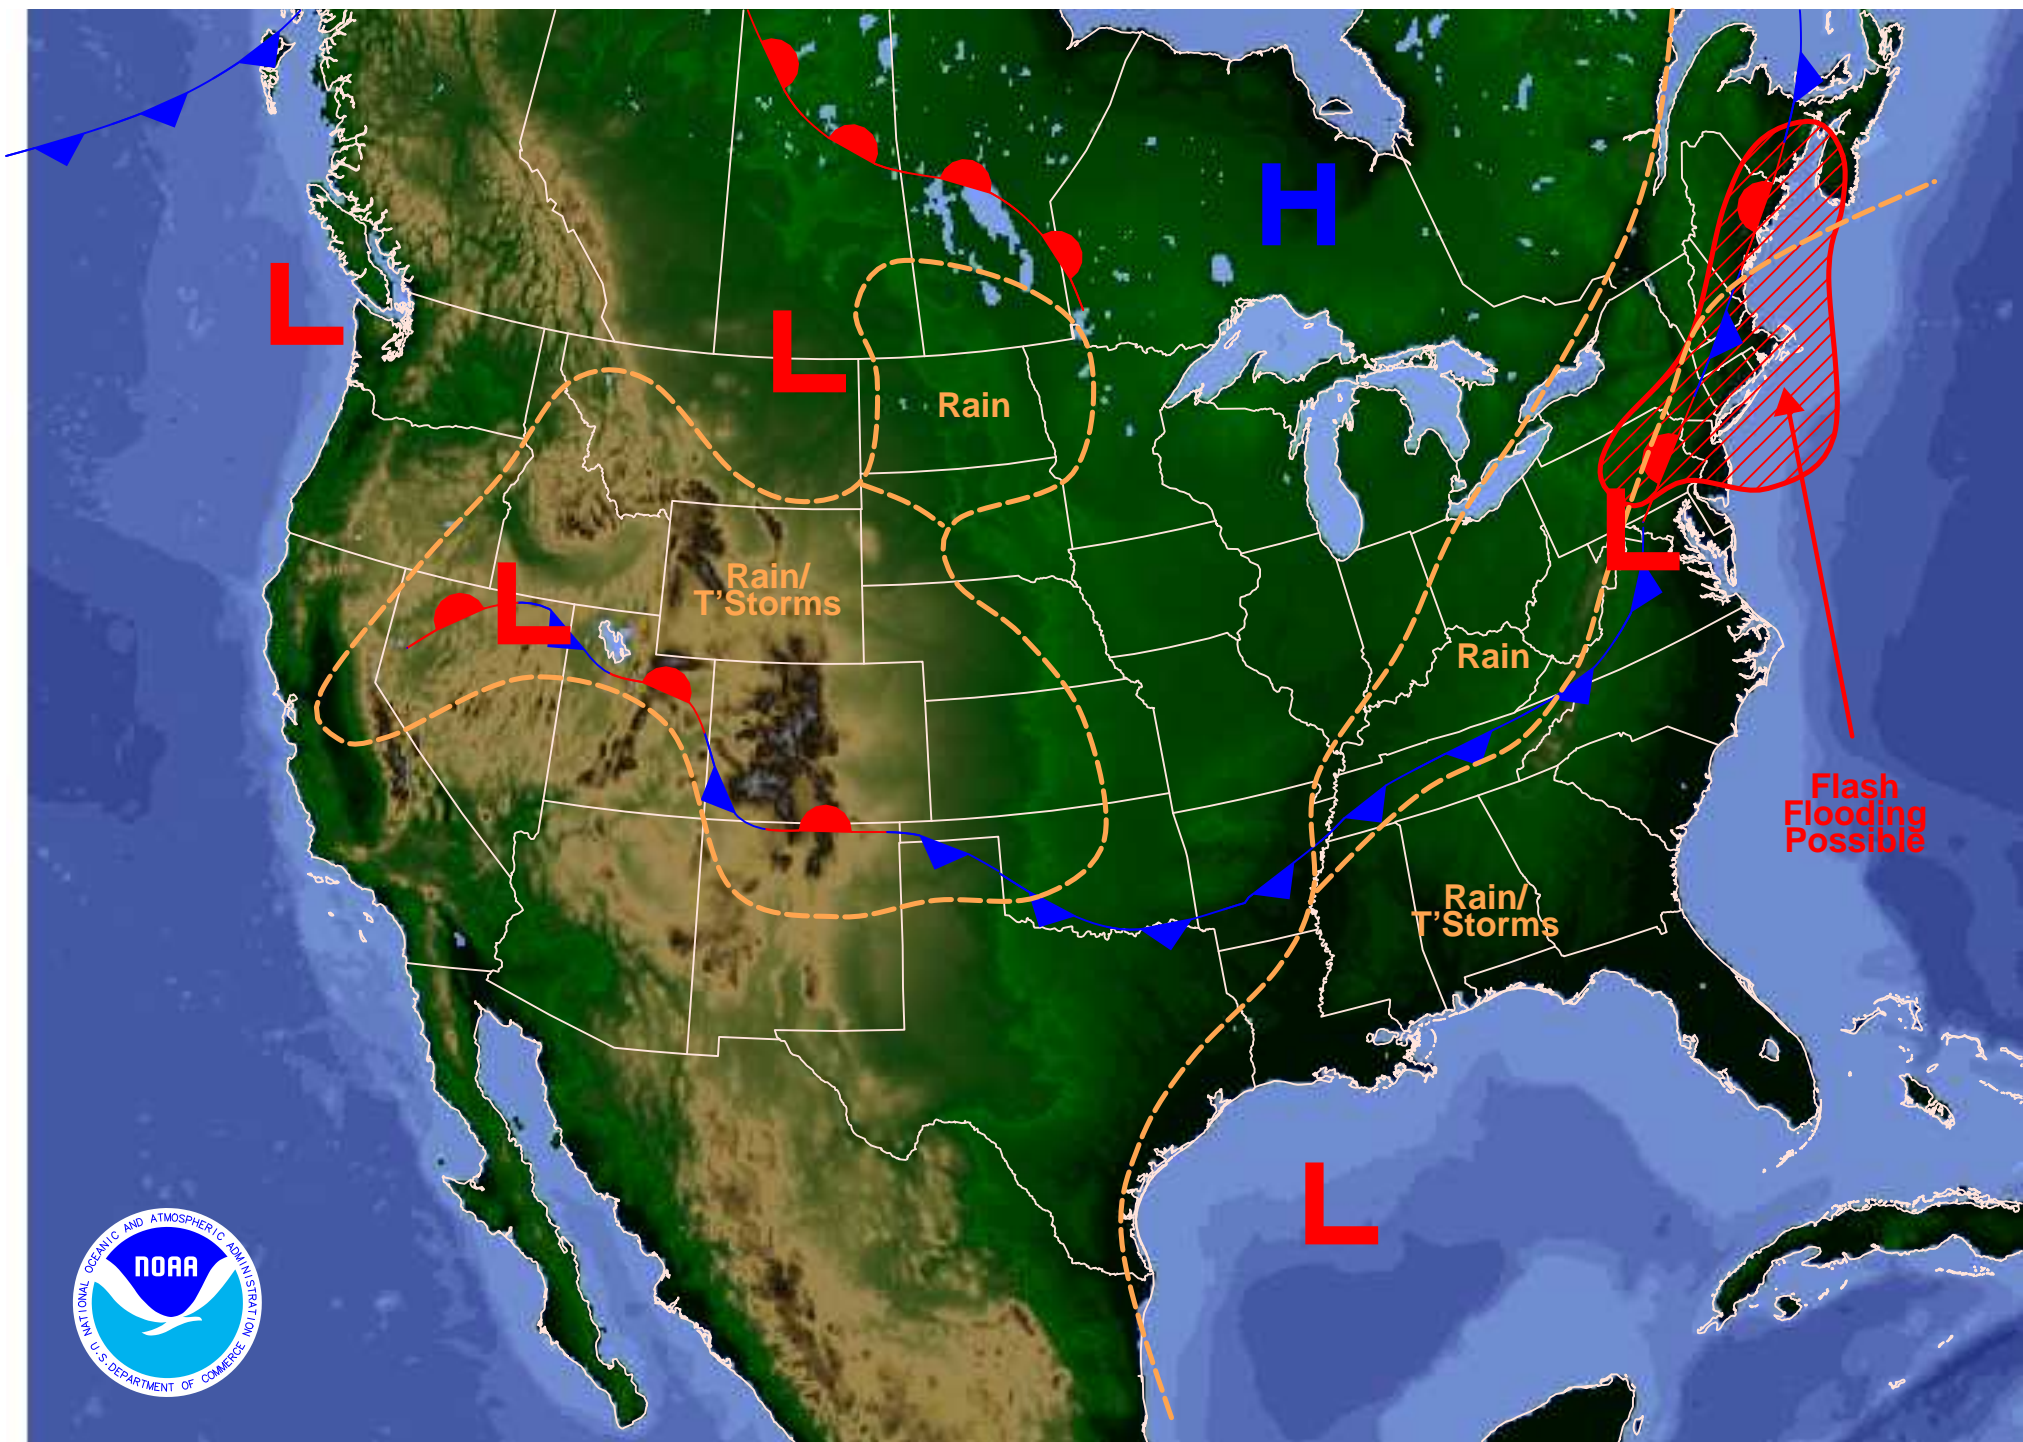 H
L
L
Rain
L
Rain/
T'Storms
L
Rain
Flash
Flooding
Possible
Rain/
T'Storms
L
NOAA
NATIONAL OCEANIC AND ATMOSPHERIC ADMINISTRATION
U.S. DEPARTMENT OF COMMERCE